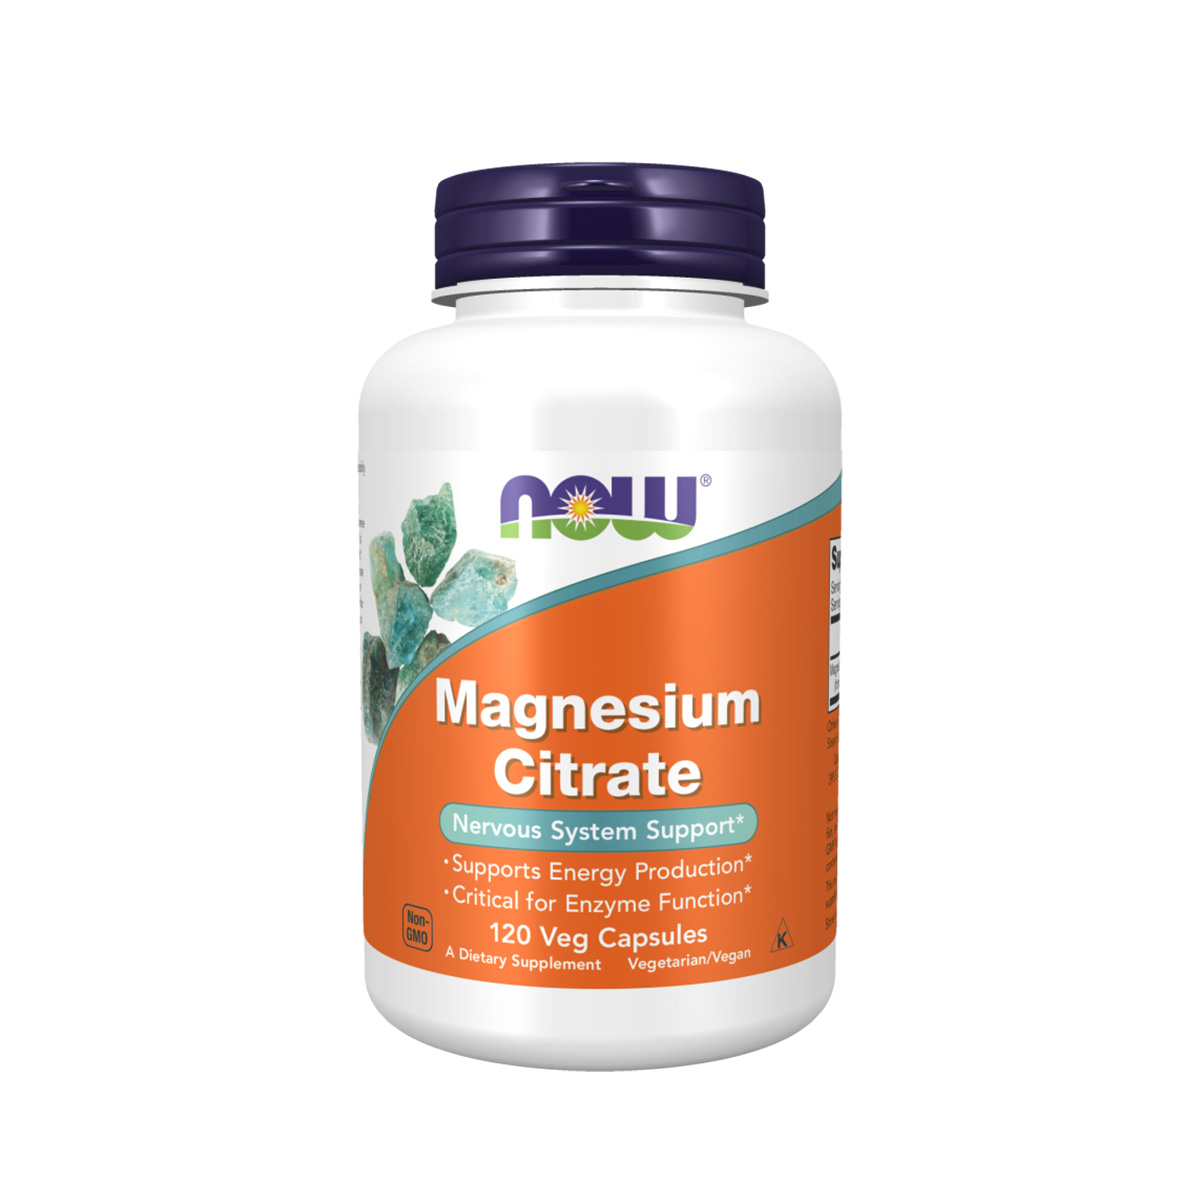 now®
Magnesium
Citrate
Nervous System Support*
•Supports Energy Production*
•Critical for Enzyme Function*
120 Veg Capsules
A Dietary Supplement Vegetarian/Vegan
Non-
GMO
K